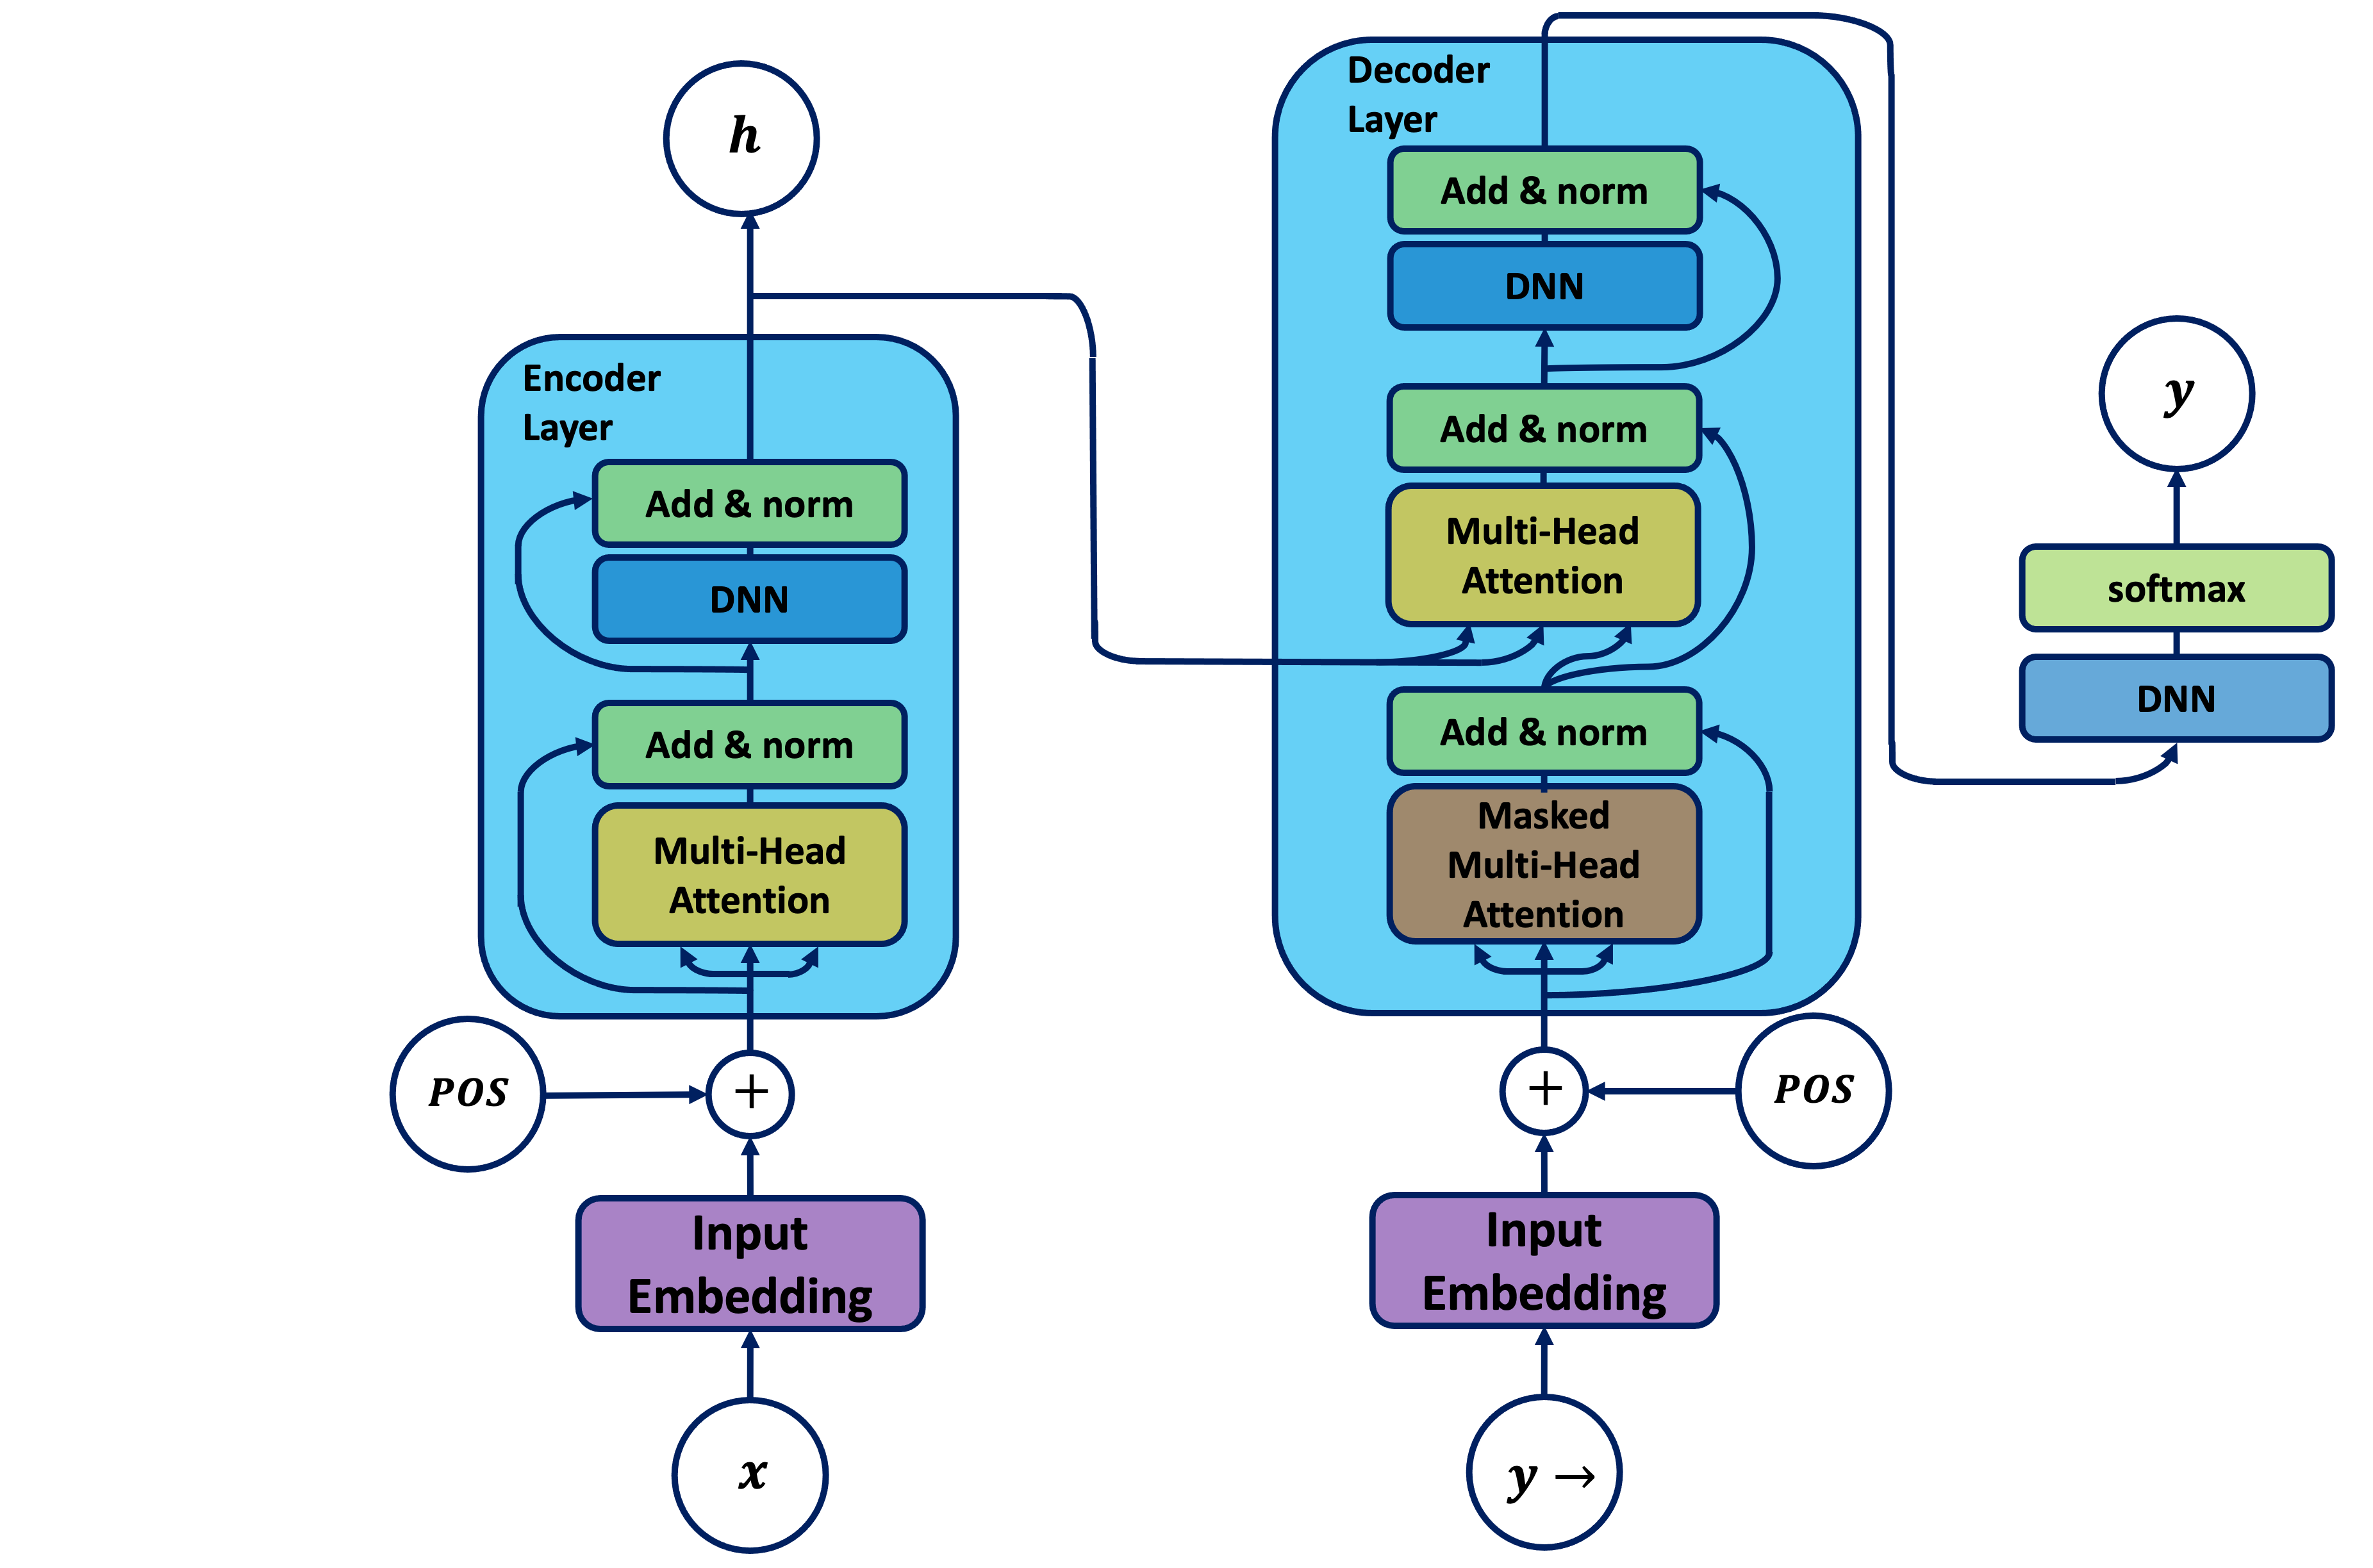 h
Encoder
Layer
Add & norm
DNN
Add & norm
Multi-Head
Attention
POS
+
Input
Embedding
x
Decoder
Layer
Add & norm
DNN
Add & norm
Multi-Head
Attention
Add & norm
Masked
Multi-Head
Attention
+
POS
Input
Embedding
y →
y
softmax
DNN